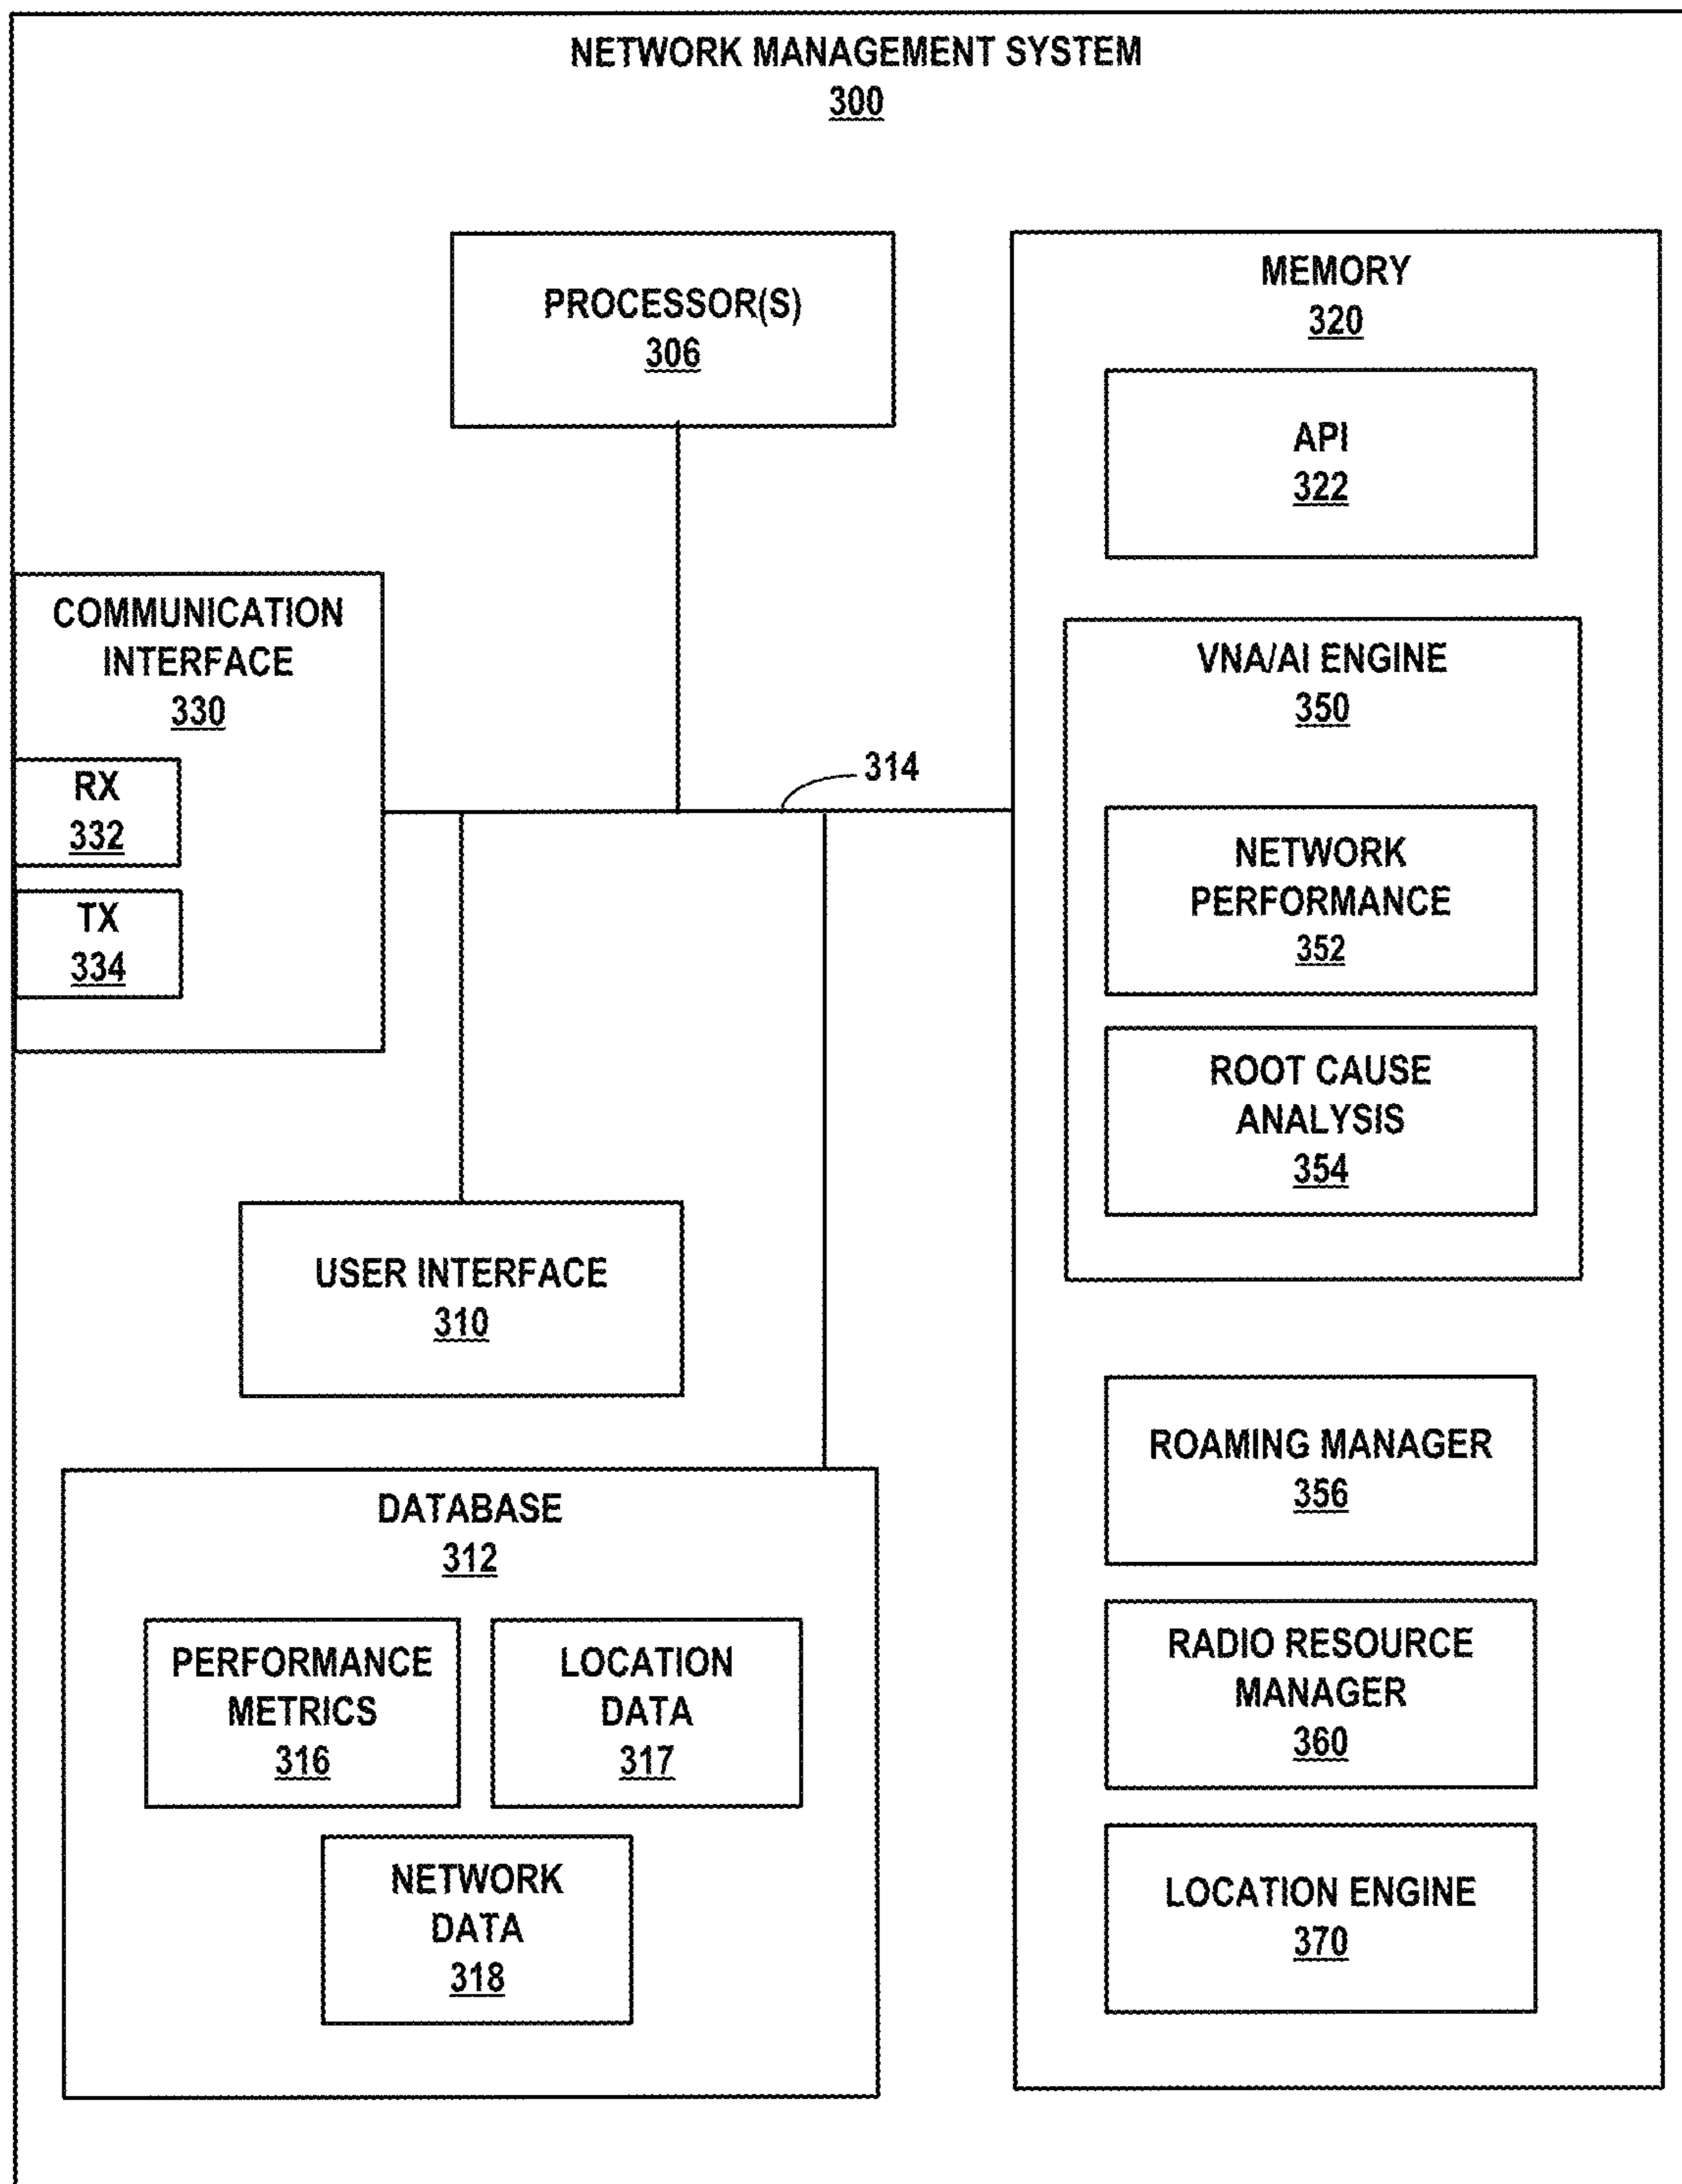 NETWORK MANAGEMENT SYSTEM
300
PROCESSOR(S)
306
MEMORY
320
API
322
COMMUNICATION
INTERFACE
330
RX
332
TX
334
314
VNA/AI ENGINE
350
NETWORK
PERFORMANCE
352
ROOT CAUSE
ANALYSIS
354
USER INTERFACE
310
ROAMING MANAGER
356
RADIO RESOURCE
MANAGER
360
LOCATION ENGINE
370
DATABASE
312
PERFORMANCE
METRICS
316
LOCATION
DATA
317
NETWORK
DATA
318